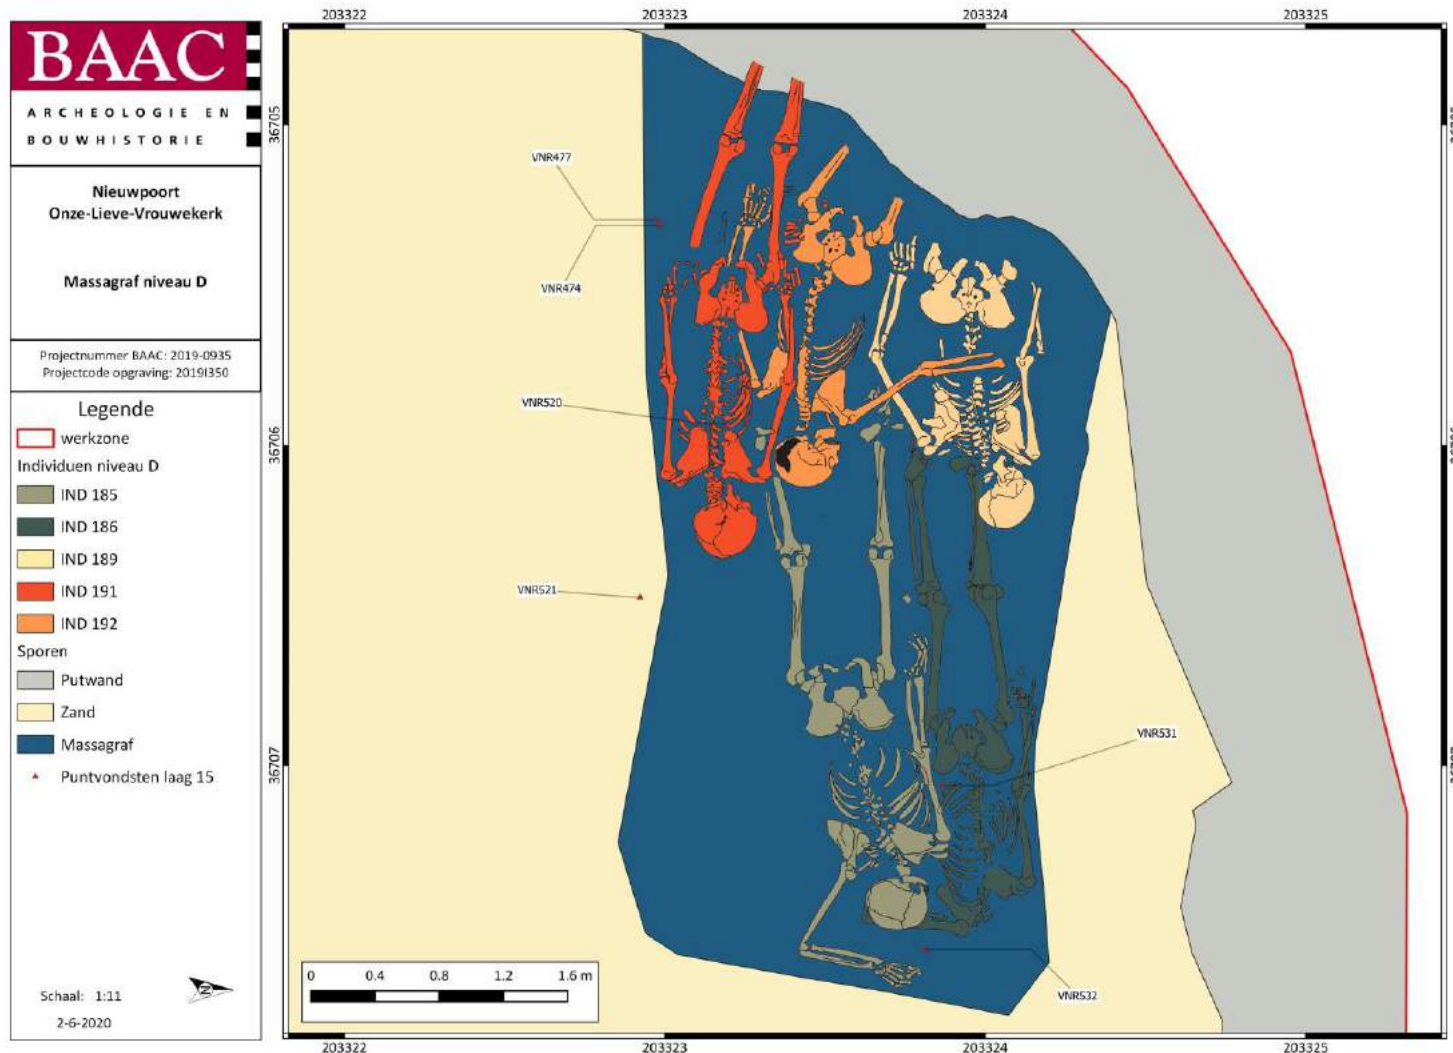 BAAC
ARCHEOLOGIE EN
BOUWHISTORIE
Nieuwpoort
Onze-Lieve-Vrouwekerk
Massagraf niveau D
Projectnummer BAAC: 2019-0935
Projectcode opgraving: 2019I350
Legende
werkzone
Individuen niveau D
IND 185
IND 186
IND 189
IND 191
IND 192
Sporen
Putwand
Zand
Massagraf
Puntvondsten laag 15
Schaal: 1:11
2-6-2020
N
203322 203323 203324 203325
36705
36706
36707
VNR477
VNR474
VNR520
VNR521
VNR531
VNR532
0 0.4 0.8 1.2 1.6 m
203322 203323 203324 203325